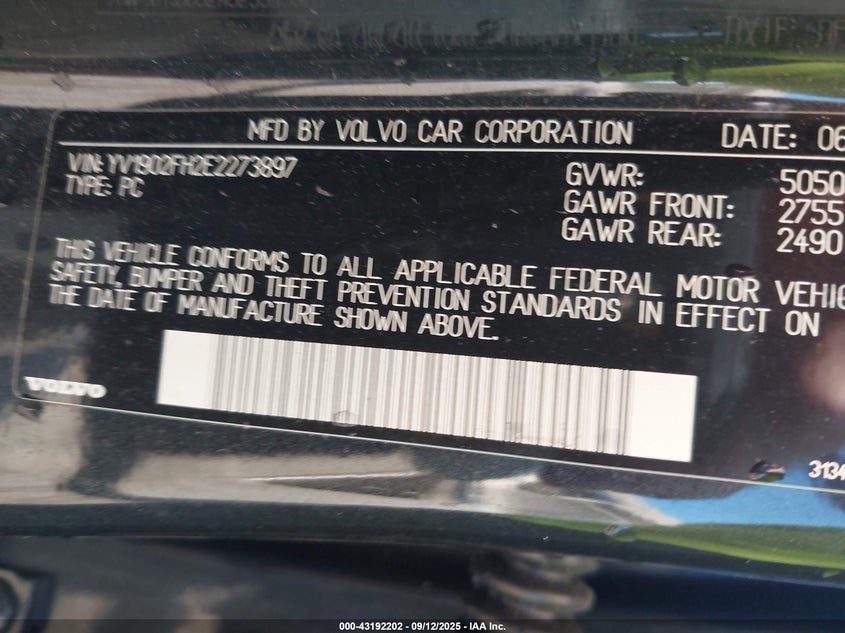 MFD BY VOLVO CAR CORPORATION DATE: 06
VIN: YV1902FH2E2273897
TYPE: PC
GVWR: 5050
GAWR FRONT: 2755
GAWR REAR: 2490
THIS VEHICLE CONFORMS TO ALL APPLICABLE FEDERAL MOTOR VEHIC
SAFETY, BUMPER AND THEFT PREVENTION STANDARDS IN EFFECT ON
THE DATE OF MANUFACTURE SHOWN ABOVE.
VOLVO
3134
000-43192202 - 09/12/2025 - IAA Inc.